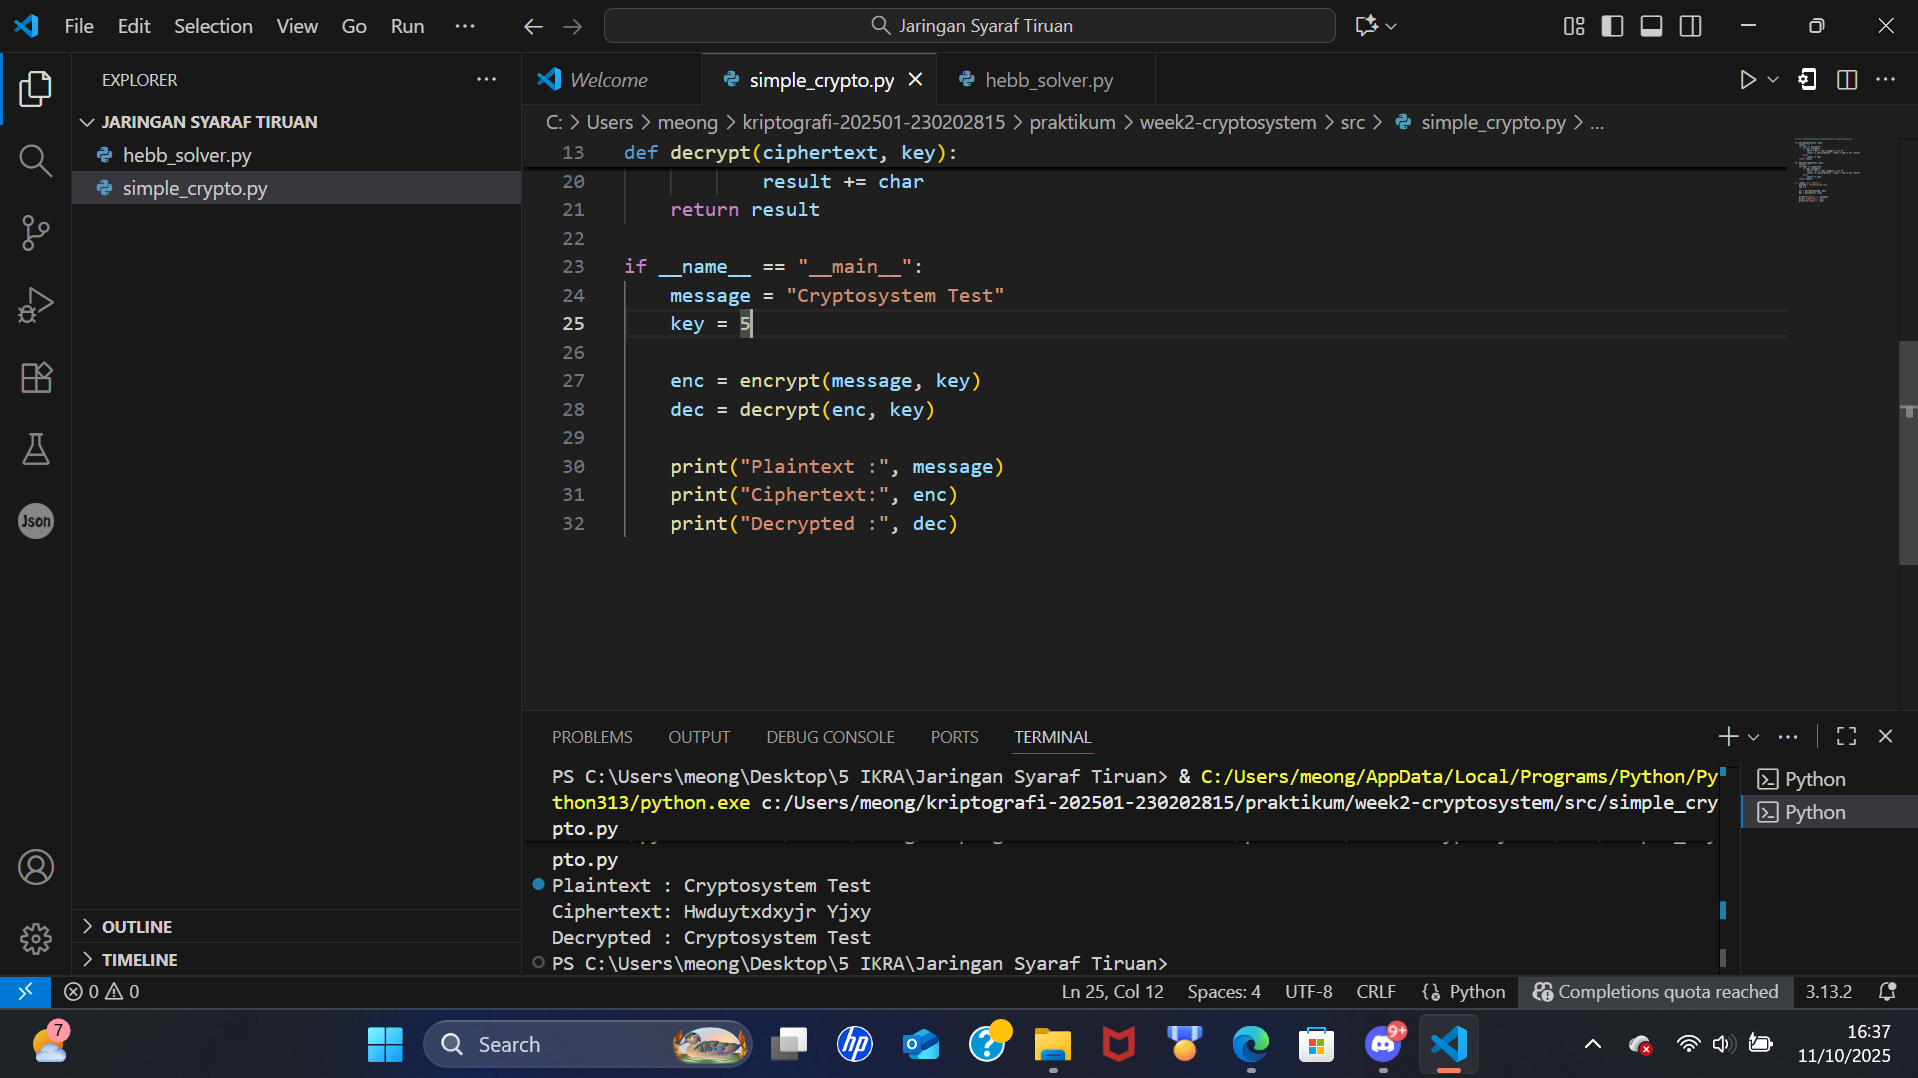 File Edit Selection View Go Run ...
Jaringan Syaraf Tiruan
EXPLORER
JARINGAN SYARAF TIRUAN
hebb_solver.py
simple_crypto.py
OUTLINE
TIMELINE
Welcome simple_crypto.py hebb_solver.py
C: > Users > meong > kriptografi-202501-230202815 > praktikum > week2-cryptosystem > src > simple_crypto.py > ...
13 def decrypt(ciphertext, key):
20 result += char
21 return result
22
23 if __name__ == "__main__":
24 message = "Cryptosystem Test"
25 key = 5
26
27 enc = encrypt(message, key)
28 dec = decrypt(enc, key)
29
30 print("Plaintext :", message)
31 print("Ciphertext:", enc)
32 print("Decrypted :", dec)
PROBLEMS OUTPUT DEBUG CONSOLE PORTS TERMINAL
PS C:\Users\meong\Desktop\5 IKRA\Jaringan Syaraf Tiruan> & C:/Users/meong/AppData/Local/Programs/Python/Py
thon313/python.exe c:/Users/meong/kriptografi-202501-230202815/praktikum/week2-cryptosystem/src/simple_cry
pto.py
pto.py
Plaintext : Cryptosystem Test
Ciphertext: Hwduytxdxyjr Yjxy
Decrypted : Cryptosystem Test
PS C:\Users\meong\Desktop\5 IKRA\Jaringan Syaraf Tiruan>
Python
Python
Json
0 0
Ln 25, Col 12 Spaces: 4 UTF-8 CRLF Python Completions quota reached 3.13.2
7
Search
hp
9+
16:37
11/10/2025